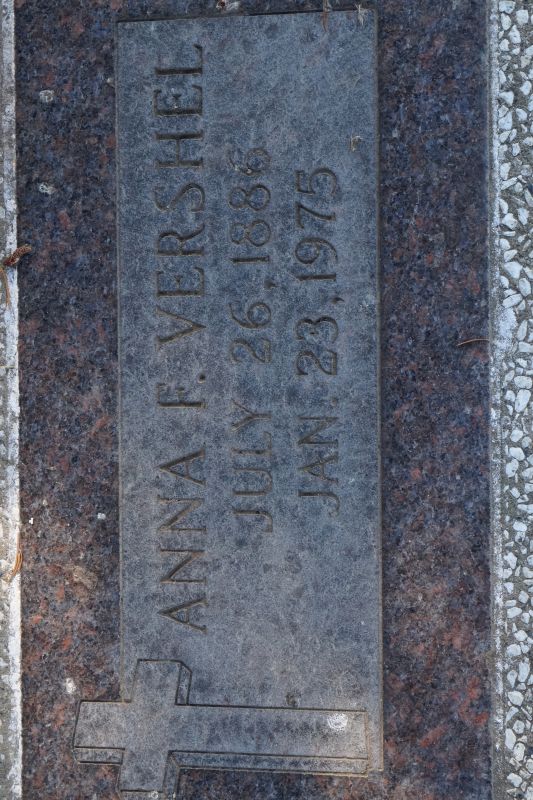 ANNA F. VERSHEL
JULY 26, 1886
JAN. 23, 1975